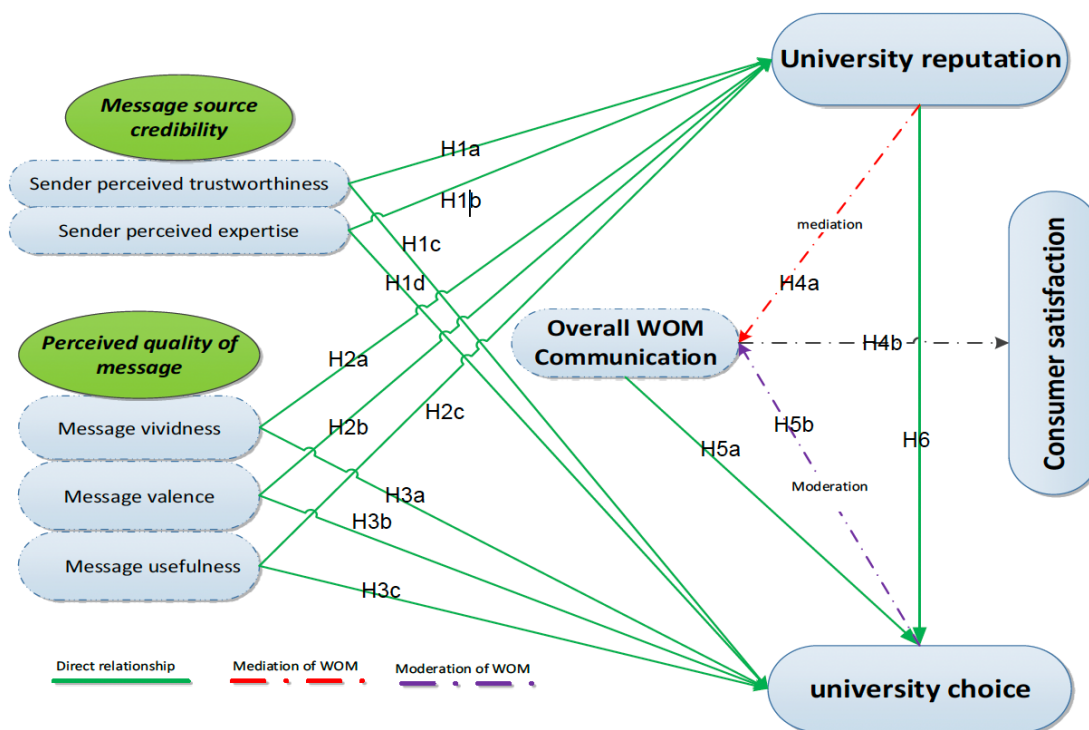 University reputation
Message source
credibility
H1a
Sender perceived trustworthiness
H1b
Sender perceived expertise
mediation
H1c
H1d
H4a
Consumer satisfaction
Overall WOM
Communication
H4b
Perceived quality of
message
H2a
H2c
Message vividness
H2b
H5b
H5a
H6
Moderation
H3a
Message valence
H3b
Message usefulness
H3c
Direct relationship
Mediation of WOM
Moderation of WOM
university choice